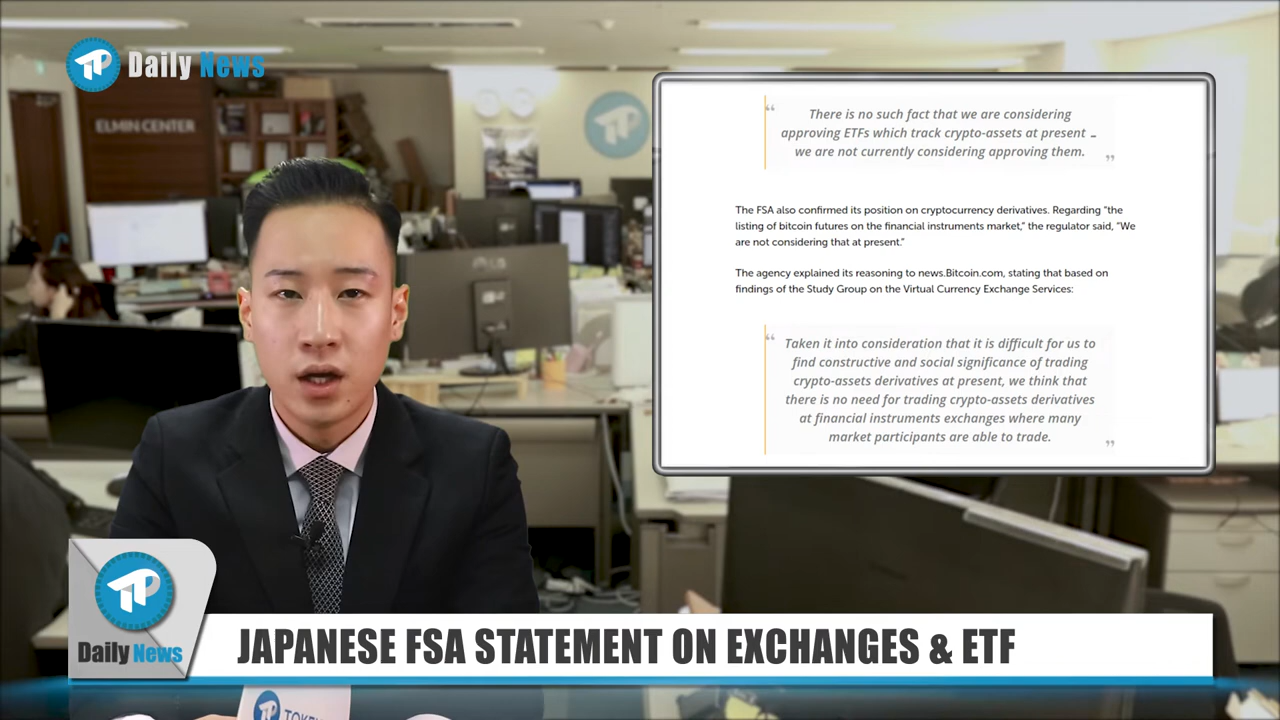 Daily News
ELMIN CENTER
“ There is no such fact that we are considering
approving ETFs which track crypto-assets at present –
we are not currently considering approving them. ”
The FSA also confirmed its position on cryptocurrency derivatives. Regarding “the
listing of bitcoin futures on the financial instruments market,” the regulator said, “We
are not considering that at present.”
The agency explained its reasoning to news.Bitcoin.com, stating that based on
findings of the Study Group on the Virtual Currency Exchange Services:
“ Taken it into consideration that it is difficult for us to
find constructive and social significance of trading
crypto-assets derivatives at present, we think that
there is no need for trading crypto-assets derivatives
at financial instruments exchanges where many
market participants are able to trade. ”
Daily News
JAPANESE FSA STATEMENT ON EXCHANGES & ETF